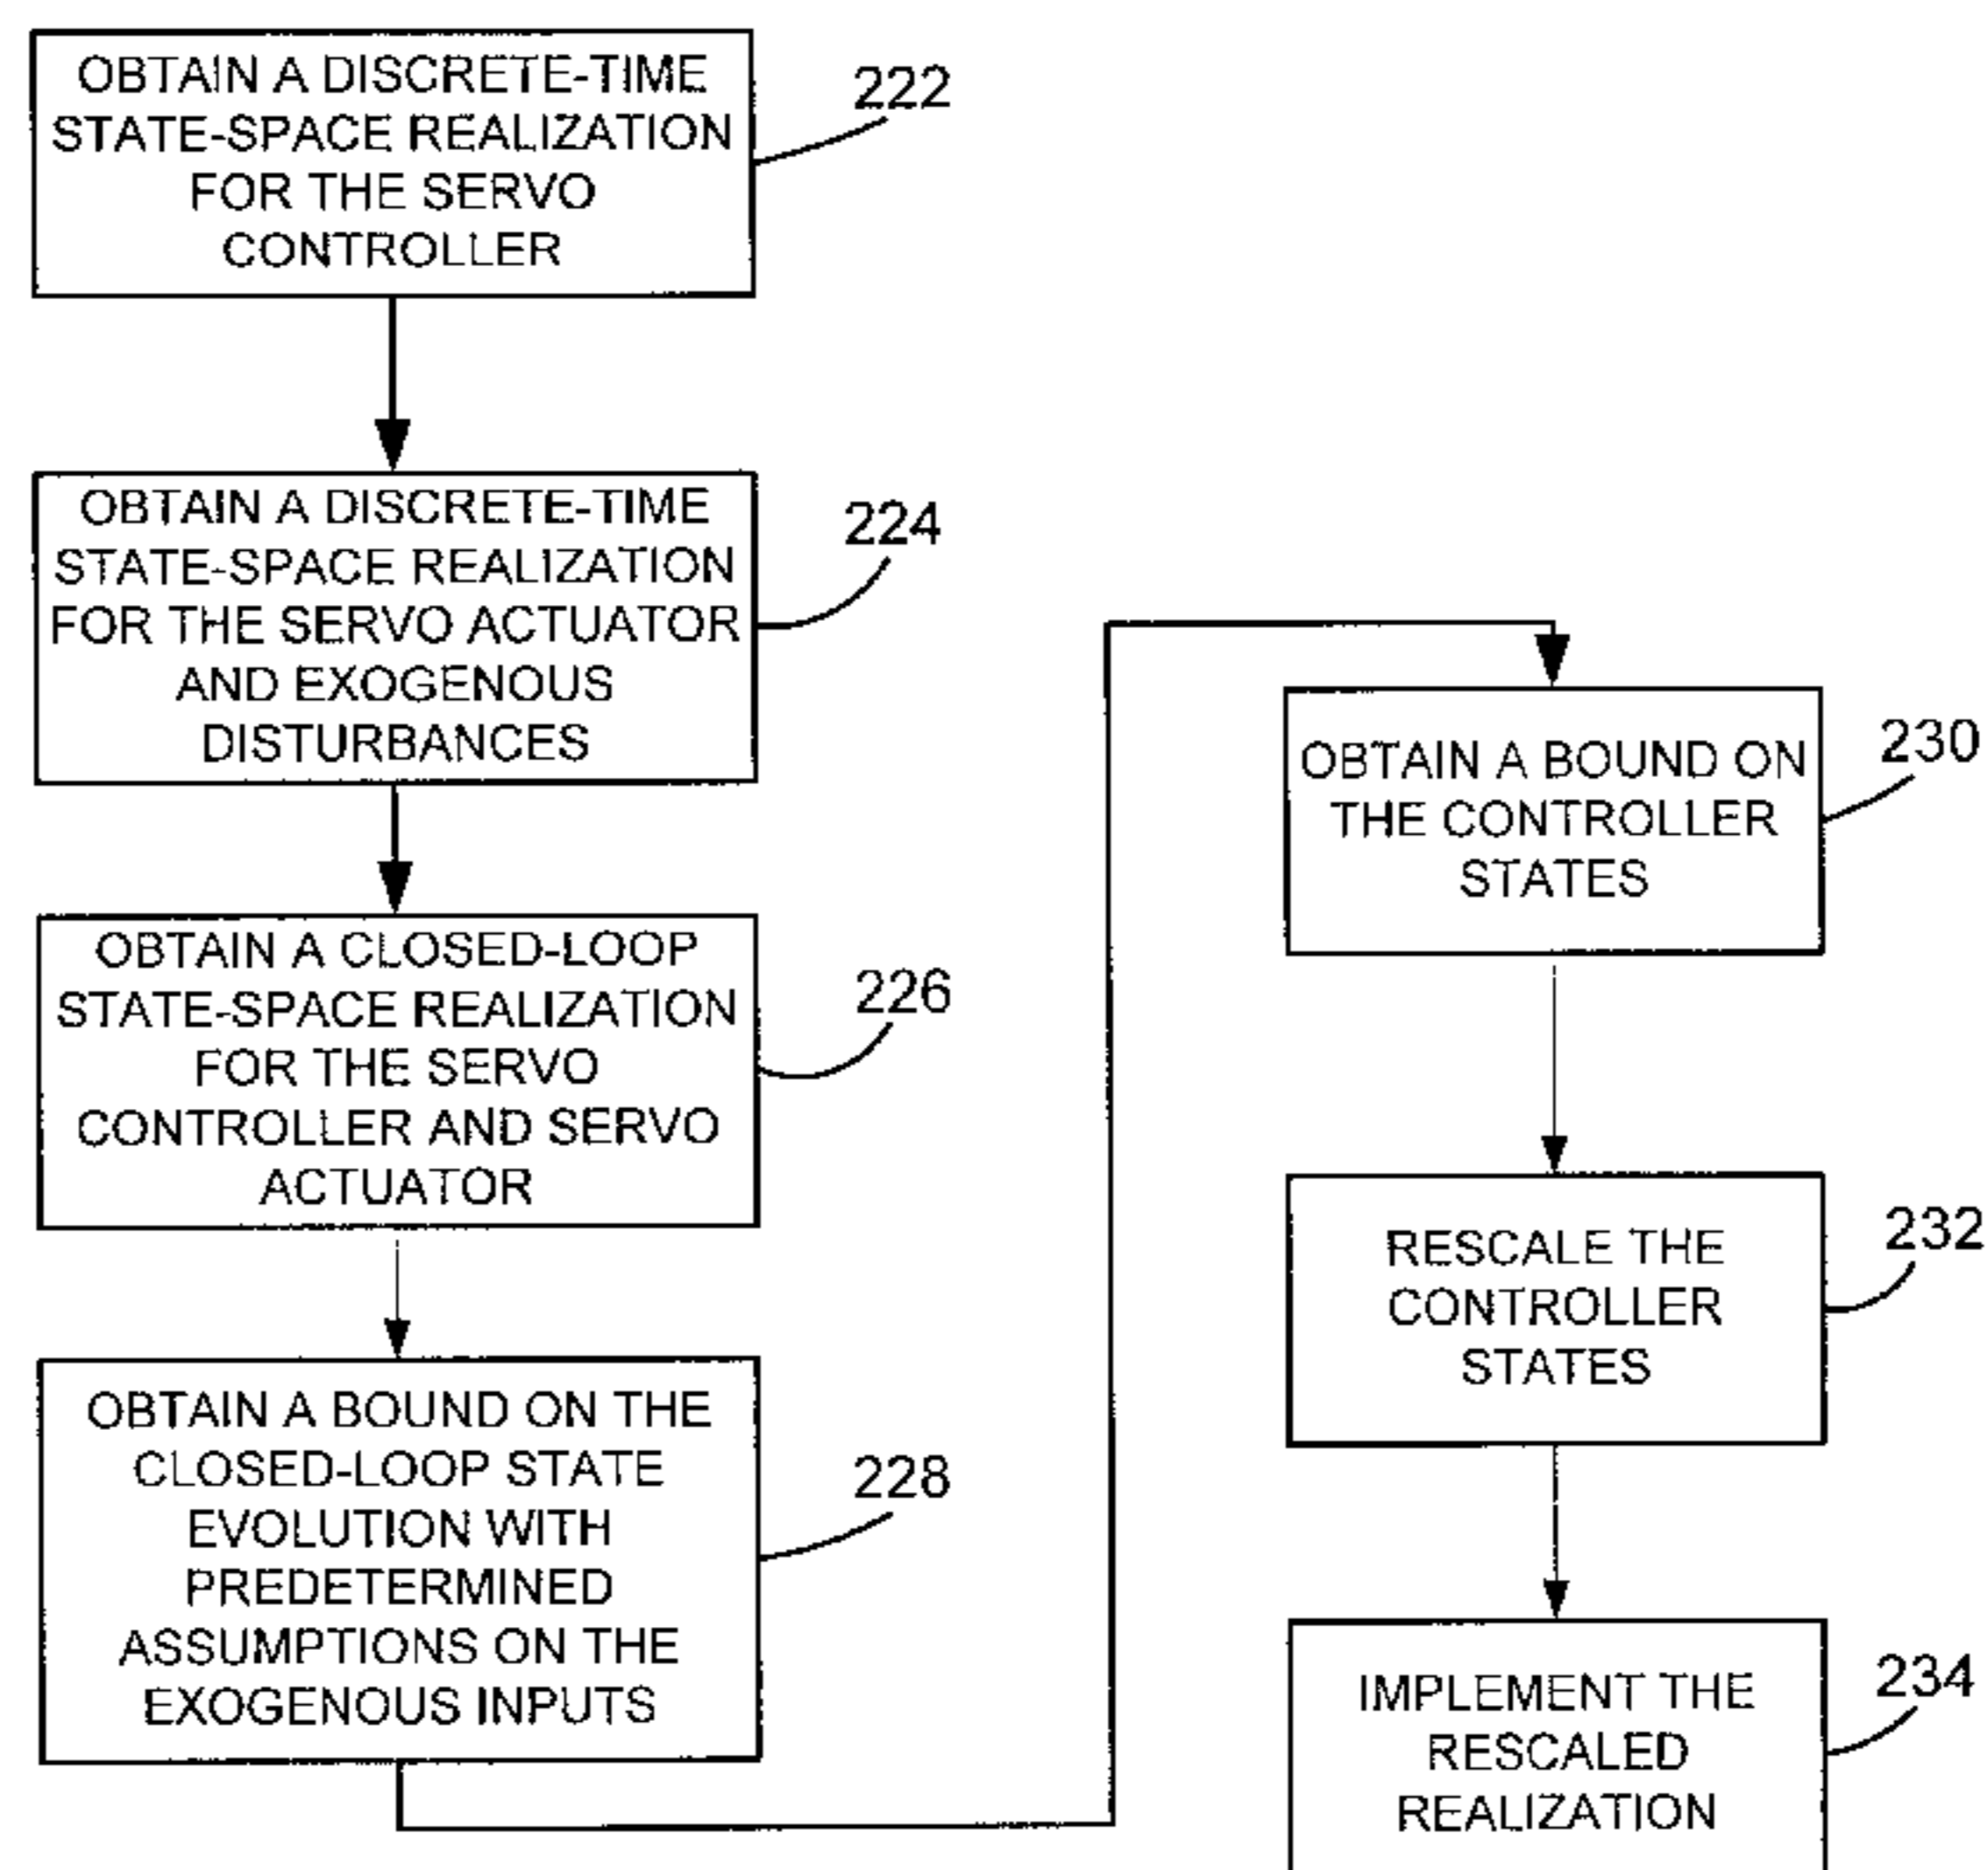 OBTAIN A DISCRETE-TIME
STATE-SPACE REALIZATION
FOR THE SERVO
CONTROLLER
222
OBTAIN A DISCRETE-TIME
STATE-SPACE REALIZATION
FOR THE SERVO ACTUATOR
AND EXOGENOUS
DISTURBANCES
224
OBTAIN A CLOSED-LOOP
STATE-SPACE REALIZATION
FOR THE SERVO
CONTROLLER AND SERVO
ACTUATOR
226
OBTAIN A BOUND ON THE
CLOSED-LOOP STATE
EVOLUTION WITH
PREDETERMINED
ASSUMPTIONS ON THE
EXOGENOUS INPUTS
228
OBTAIN A BOUND ON
THE CONTROLLER
STATES
230
RESCALE THE
CONTROLLER
STATES
232
IMPLEMENT THE
RESCALED
REALIZATION
234